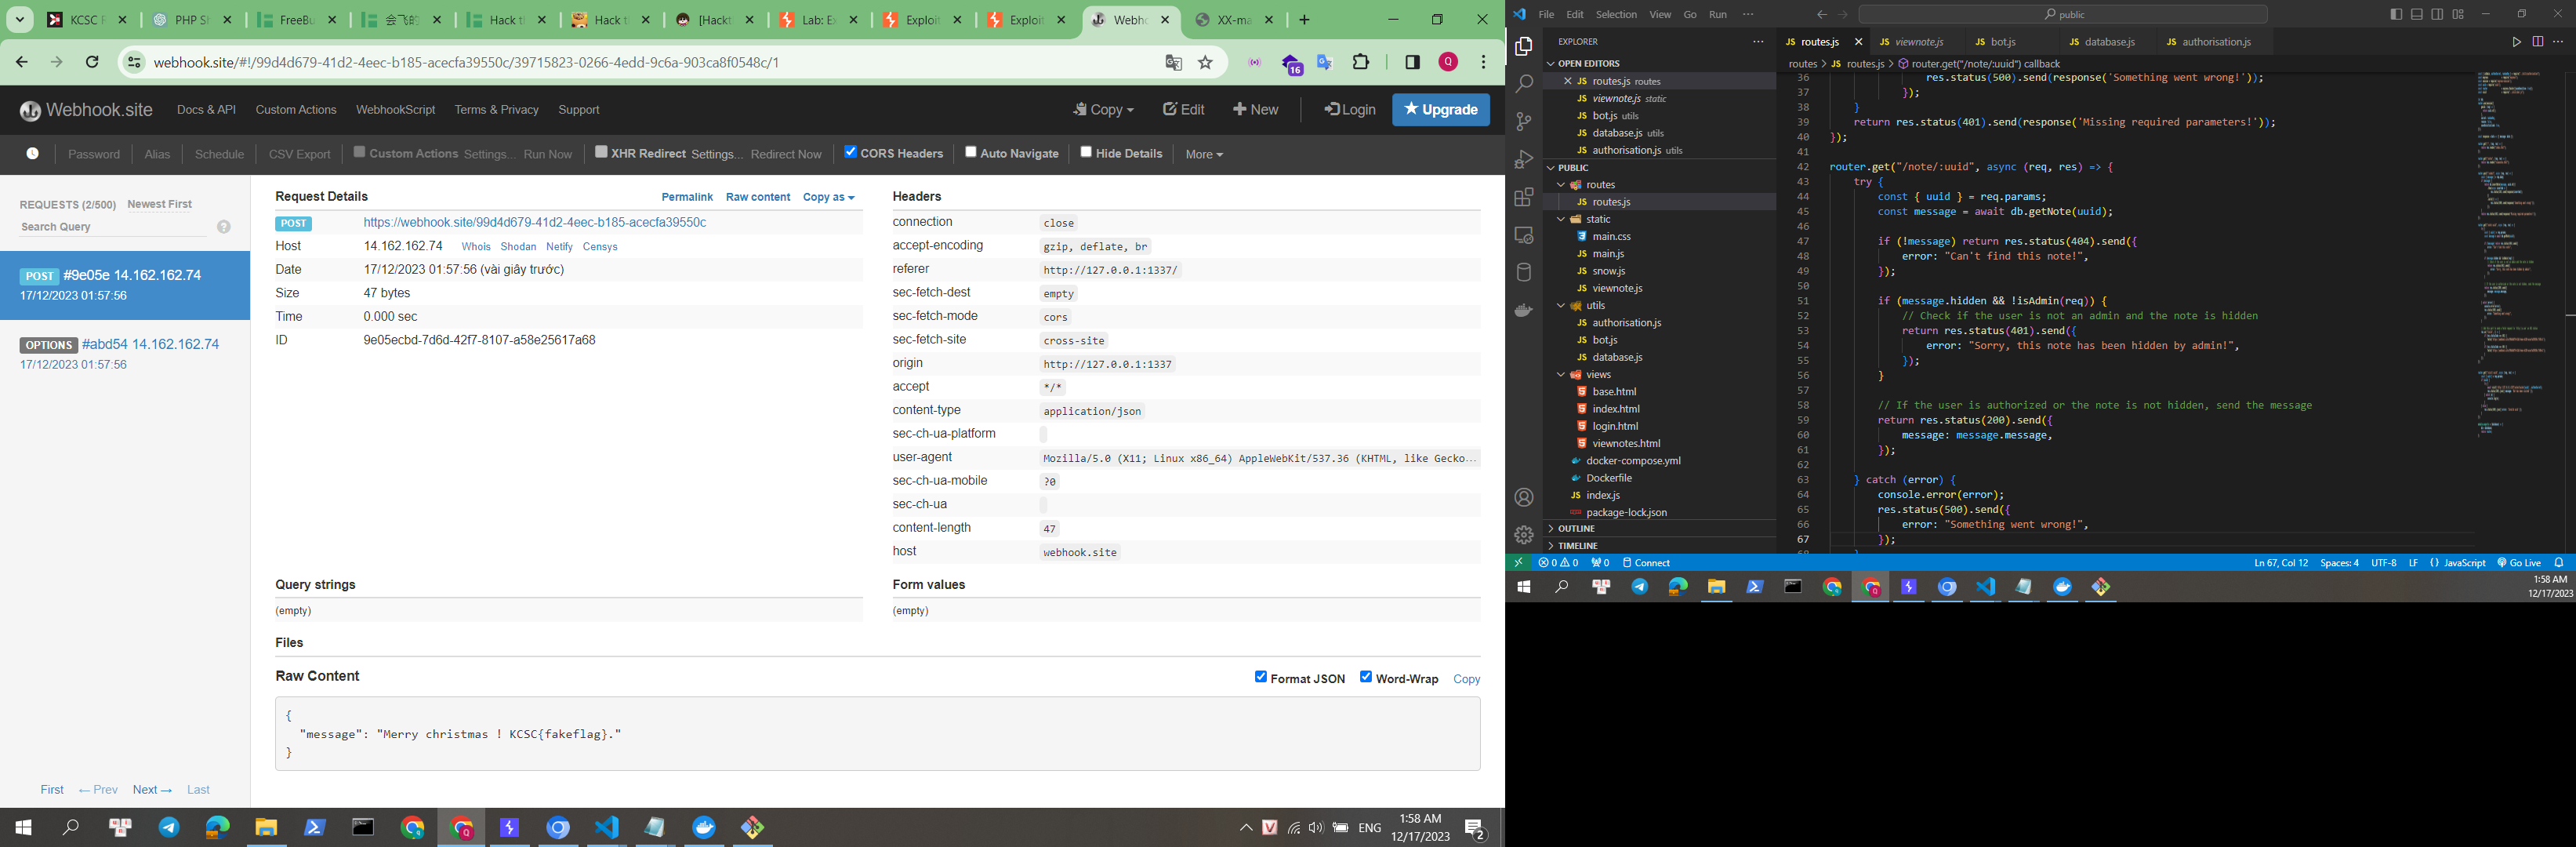 KCSC F
PHP Sh
FreeBu
Hack ti
Hack ti
[Hackt
Lab: Ex
Exploit
Exploit
Webho
XX-ma
webhook.site/#!/99d4d679-41d2-4eec-b185-acecfa39550c/39715823-0266-4edd-9c6a-903ca8f0548c/1
16
Q
Webhook.site
Docs & API
Custom Actions
WebhookScript
Terms & Privacy
Support
Copy
Edit
New
Login
Upgrade
Password
Alias
Schedule
CSV Export
Custom Actions
Settings...
Run Now
XHR Redirect
Settings...
Redirect Now
CORS Headers
Auto Navigate
Hide Details
More
REQUESTS (2/500)
Newest First
Search Query
POST #9e05e 14.162.162.74
17/12/2023 01:57:56
OPTIONS #abd54 14.162.162.74
17/12/2023 01:57:56
First
← Prev
Next →
Last
Request Details
Permalink
Raw content
Copy as
POST
https://webhook.site/99d4d679-41d2-4eec-b185-acecfa39550c
Host
14.162.162.74
Whois
Shodan
Netify
Censys
Date
17/12/2023 01:57:56 (vài giây trước)
Size
47 bytes
Time
0.000 sec
ID
9e05ecbd-7d6d-42f7-8107-a58e25617a68
Headers
connection
close
accept-encoding
gzip, deflate, br
referer
http://127.0.0.1:1337/
sec-fetch-dest
empty
sec-fetch-mode
cors
sec-fetch-site
cross-site
origin
http://127.0.0.1:1337
accept
*/*
content-type
application/json
sec-ch-ua-platform
user-agent
Mozilla/5.0 (X11; Linux x86_64) AppleWebKit/537.36 (KHTML, like Gecko...
sec-ch-ua-mobile
?0
sec-ch-ua
content-length
47
host
webhook.site
Query strings
(empty)
Form values
(empty)
Files
Raw Content
Format JSON
Word-Wrap
Copy
{
"message": "Merry christmas ! KCSC{fakeflag}."
}
ENG
1:58 AM
12/17/2023
2
File
Edit
Selection
View
Go
Run
...
public
EXPLORER
OPEN EDITORS
routes.js routes
viewnote.js static
bot.js utils
database.js utils
authorisation.js utils
PUBLIC
routes
routes.js
static
main.css
main.js
snow.js
viewnote.js
utils
authorisation.js
bot.js
database.js
views
base.html
index.html
login.html
viewnotes.html
docker-compose.yml
Dockerfile
index.js
package-lock.json
OUTLINE
TIMELINE
routes.js
viewnote.js
bot.js
database.js
authorisation.js
routes > routes.js > router.get("/note/:uuid") callback
36 res.status(500).send(response('Something went wrong!'));
37 });
38 }
39 return res.status(401).send(response('Missing required parameters!'));
40 });
41
42 router.get("/note/:uuid", async (req, res) => {
43 try {
44 const { uuid } = req.params;
45 const message = await db.getNote(uuid);
46
47 if (!message) return res.status(404).send({
48 error: "Can't find this note!",
49 });
50
51 if (message.hidden && !isAdmin(req)) {
52 // Check if the user is not an admin and the note is hidden
53 return res.status(401).send({
54 error: "Sorry, this note has been hidden by admin!",
55 });
56 }
57
58 // If the user is authorized or the note is not hidden, send the message
59 return res.status(200).send({
60 message: message.message,
61 });
62
63 } catch (error) {
64 console.error(error);
65 res.status(500).send({
66 error: "Something went wrong!",
67 });
0 0
0
Connect
Ln 67, Col 12
Spaces: 4
UTF-8
LF
{} JavaScript
Go Live
1:58 AM
12/17/2023